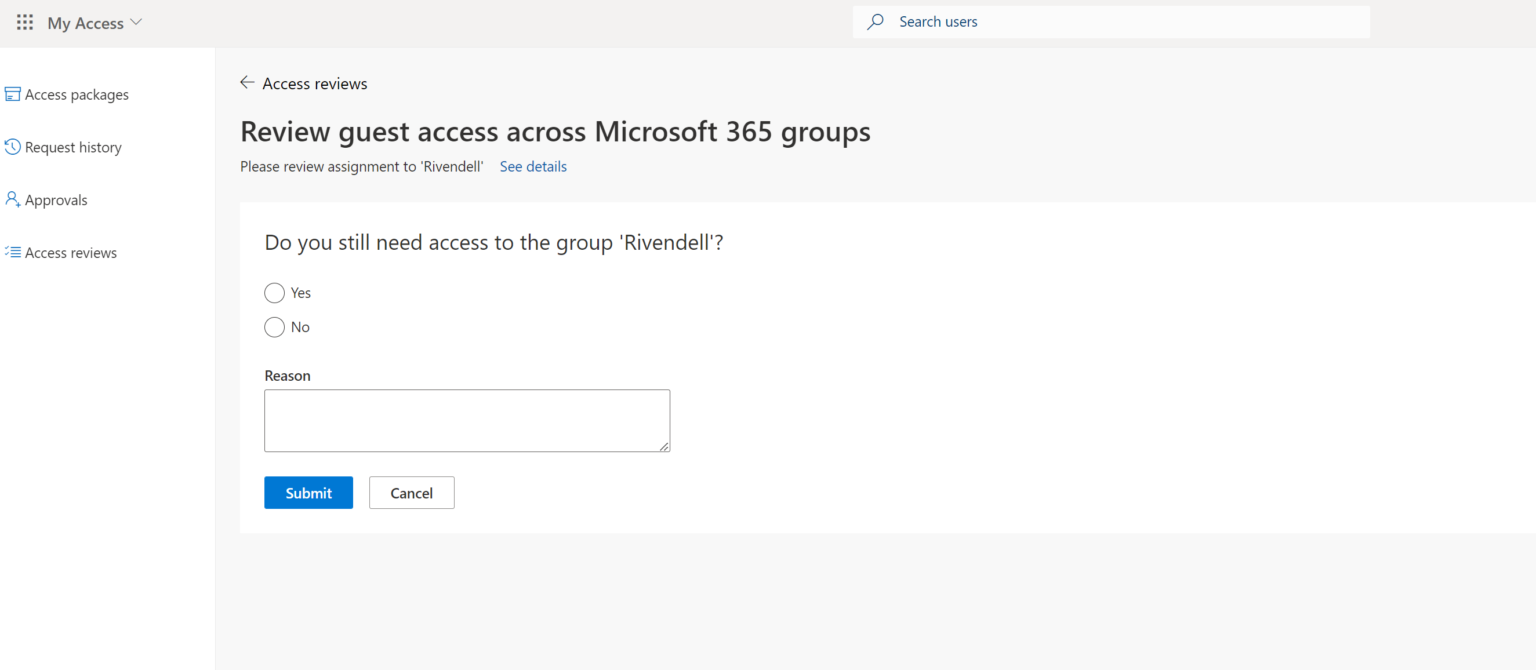 My Access
Search users
Access packages
Request history
Approvals
Access reviews
Access reviews
Review guest access across Microsoft 365 groups
Please review assignment to 'Rivendell' See details
Do you still need access to the group 'Rivendell'?
Yes
No
Reason
Submit
Cancel